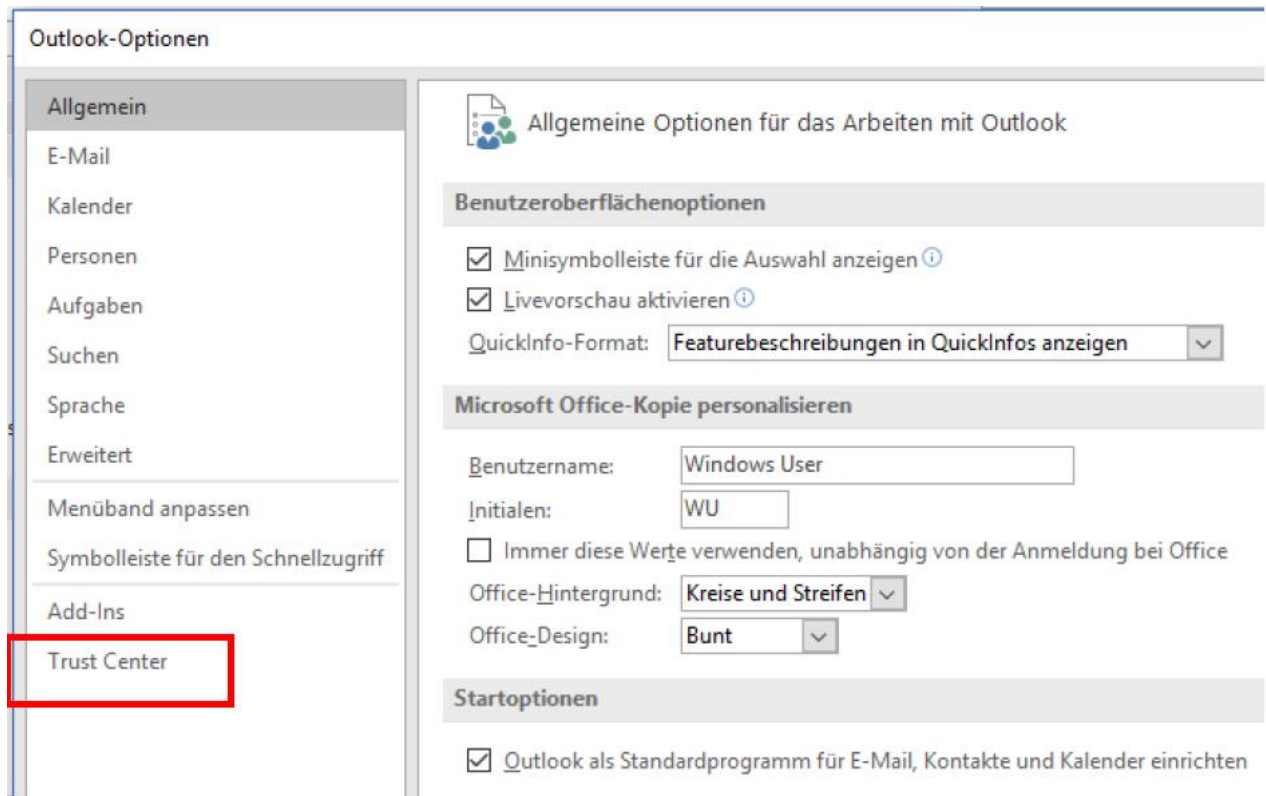 Outlook-Optionen
Allgemein
E-Mail
Kalender
Personen
Aufgaben
Suchen
Sprache
Erweitert
Menüband anpassen
Symbolleiste für den Schnellzugriff
Add-Ins
Trust Center
Allgemeine Optionen für das Arbeiten mit Outlook
Benutzeroberflächenoptionen
Minisymbolleiste für die Auswahl anzeigen
Livevorschau aktivieren
QuickInfo-Format: Featurebeschreibungen in QuickInfos anzeigen
Microsoft Office-Kopie personalisieren
Benutzername: Windows User
Initialen: WU
Immer diese Werte verwenden, unabhängig von der Anmeldung bei Office
Office-Hintergrund: Kreise und Streifen
Office-Design: Bunt
Startoptionen
Outlook als Standardprogramm für E-Mail, Kontakte und Kalender einrichten